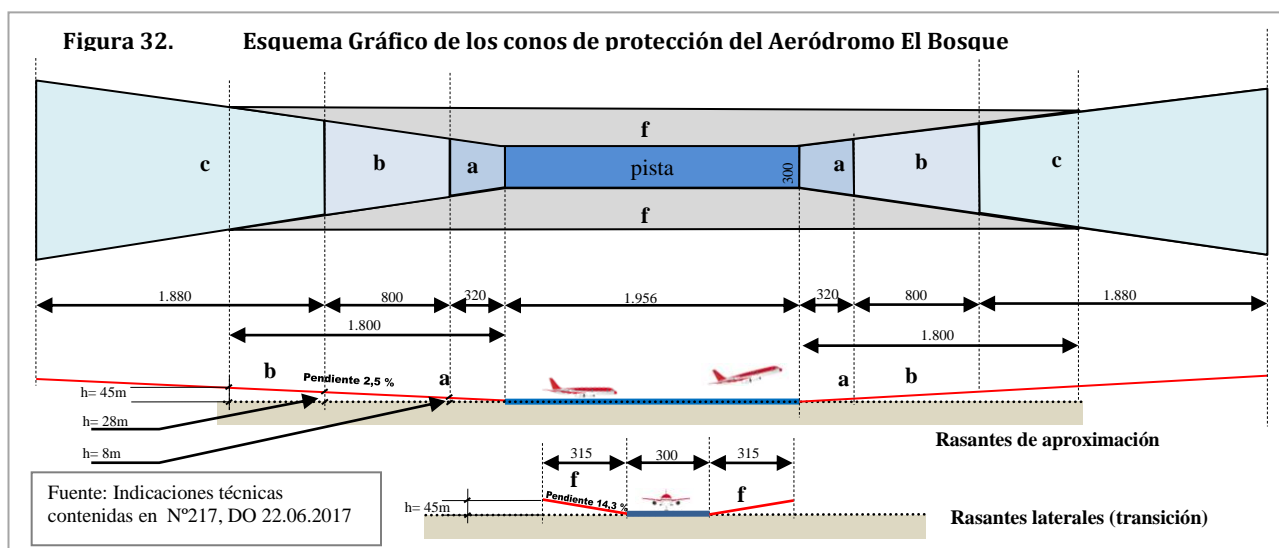 Figura 32. Esquema Gráfico de los conos de protección del Aeródromo El Bosque
f
c b a pista 300 a b c
f
1.880 800 320 1.956 320 800 1.880
1.800 1.800
b Pendiente 2,5 % a a b
h= 45m
h= 28m
h= 8m
Rasantes de aproximación
315 300 315
f f
Pendiente 14,3 %
h= 45m
Rasantes laterales (transición)
Fuente: Indicaciones técnicas
contenidas en Nº217, DO 22.06.2017